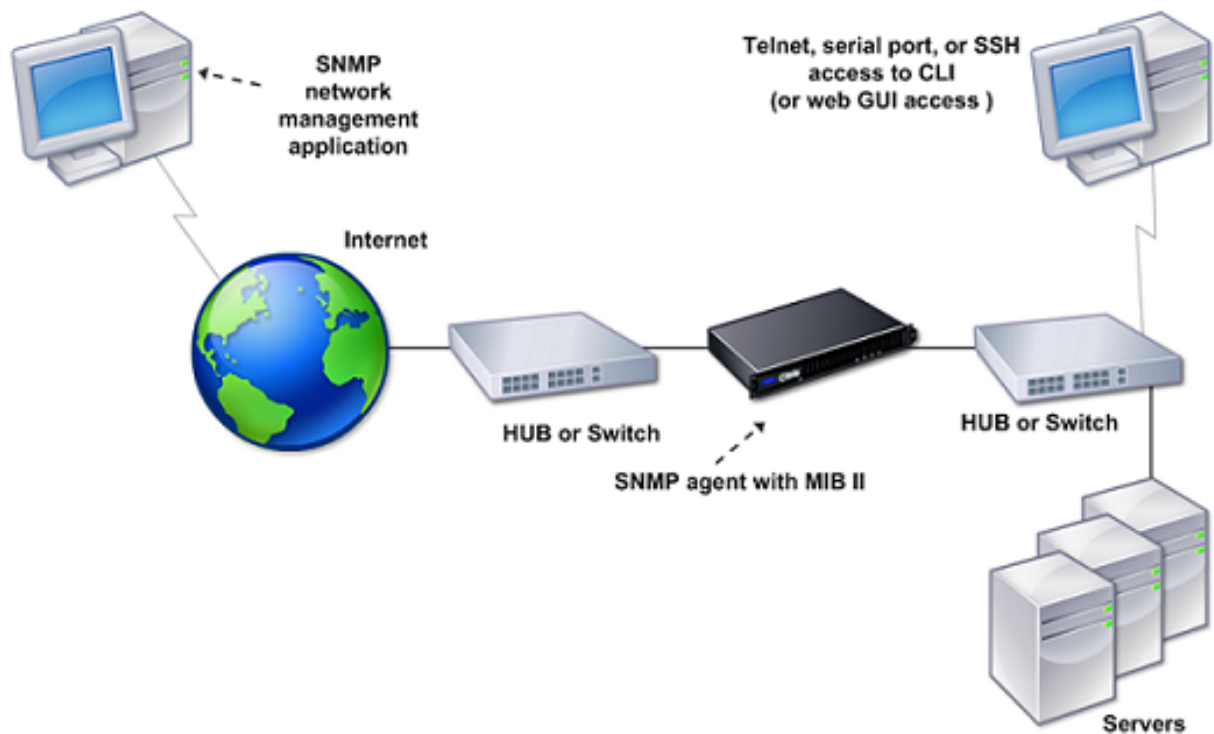 SNMP
network
management
application
Telnet, serial port, or SSH
access to CLI
(or web GUI access )
Internet
HUB or Switch
HUB or Switch
SNMP agent with MIB II
Servers